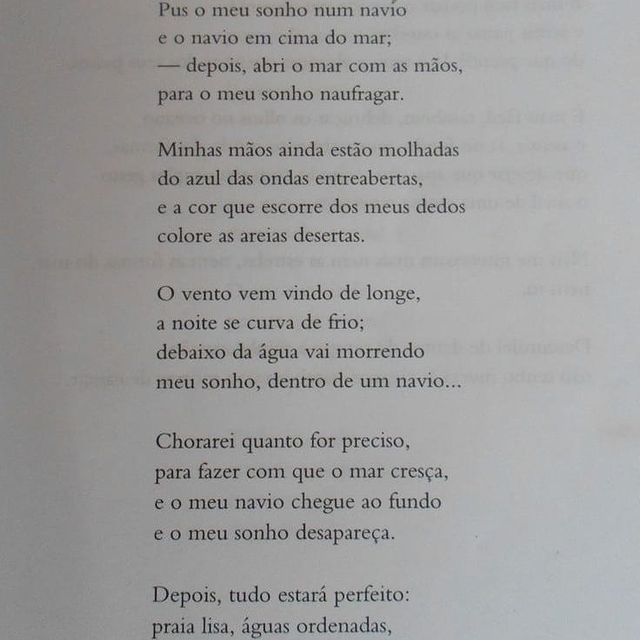 Pus o meu sonho num navio
e o navio em cima do mar;
— depois, abri o mar com as mãos,
para o meu sonho naufragar.
Minhas mãos ainda estão molhadas
do azul das ondas entreabertas,
e a cor que escorre dos meus dedos
colore as areias desertas.
O vento vem vindo de longe,
a noite se curva de frio;
debaixo da água vai morrendo
meu sonho, dentro de um navio...
Chorarei quanto for preciso,
para fazer com que o mar cresça,
e o meu navio chegue ao fundo
e o meu sonho desapareça.
Depois, tudo estará perfeito:
praia lisa, águas ordenadas,